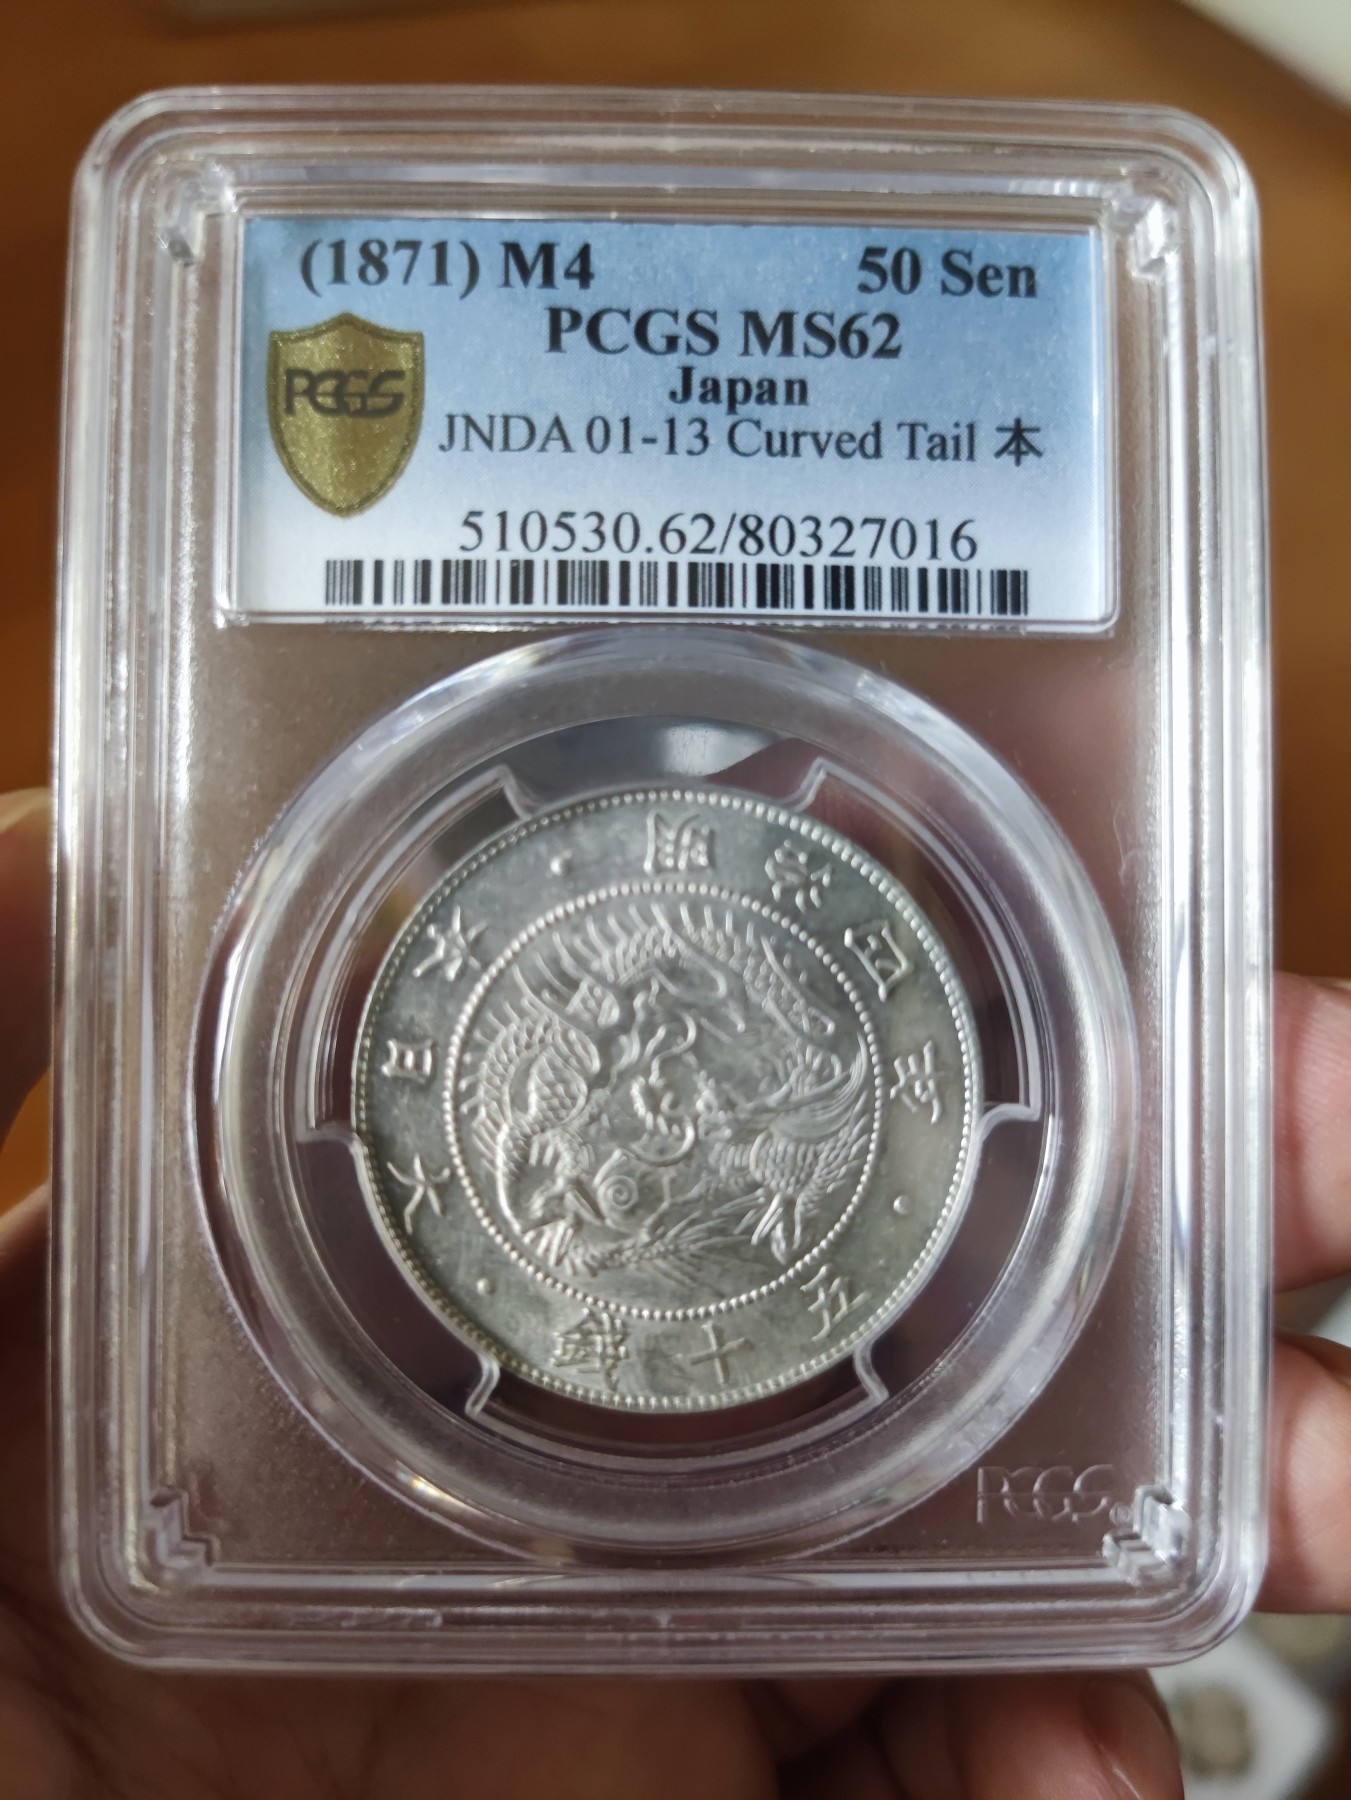 (1871) M4 50 Sen
PCGS MS62
Japan
PCGS
JNDA 01-13 Curved Tail 本
510530.62/80327016
大日本
明治四年
五十錢
PCGS